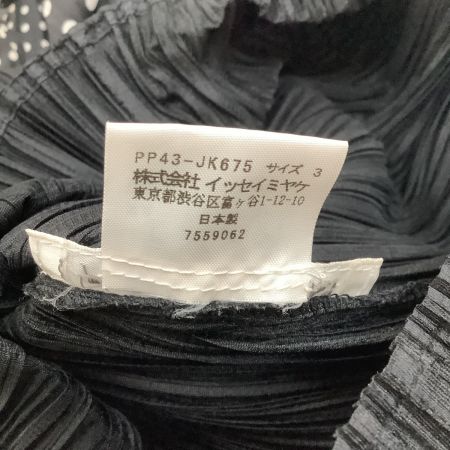 PP43-JK675 サイズ 3
株式会社 イッセイミヤケ
東京都渋谷区富ヶ谷1-12-10
日本製
7559062